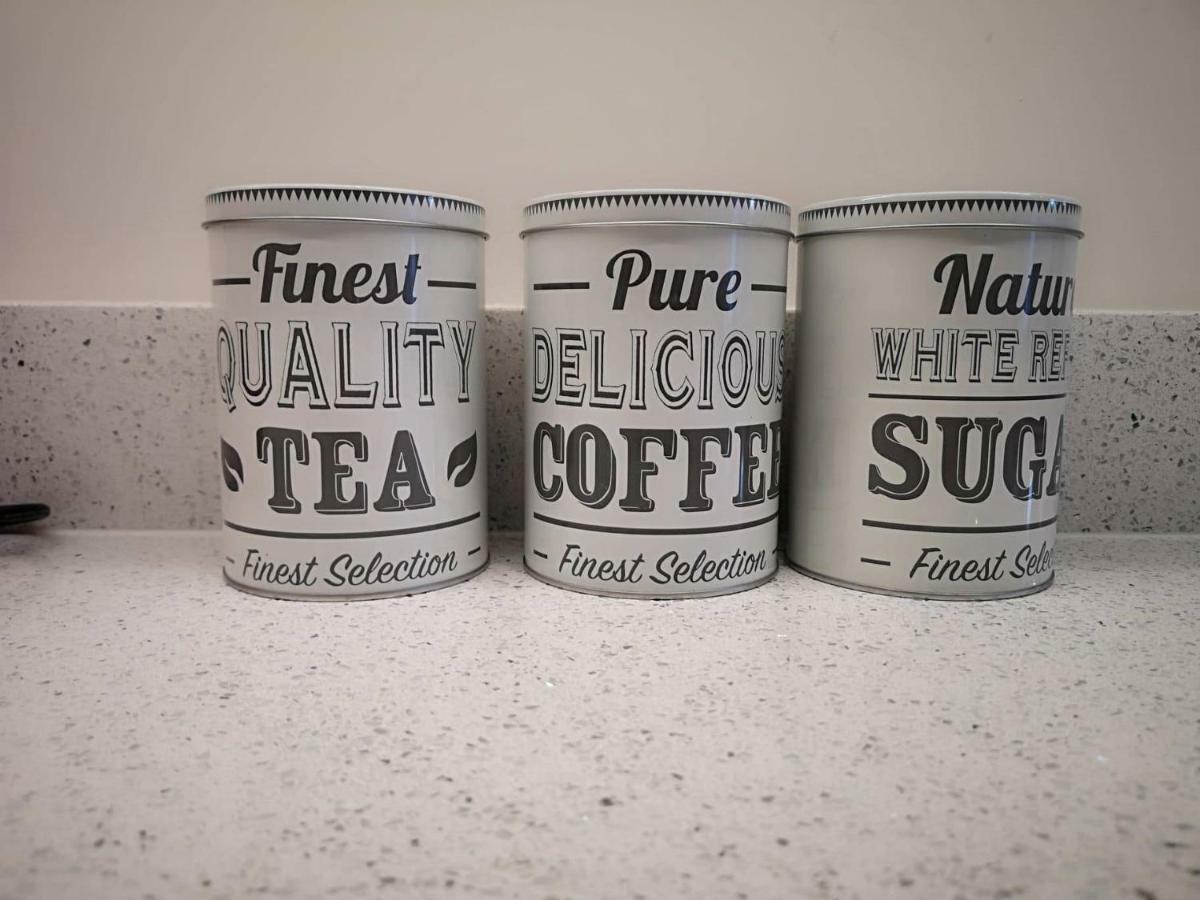 Finest
QUALITY
TEA
Finest Selection
Pure
DELICIOUS
COFFEE
Finest Selection
Natur
WHITE REF
SUGA
Finest Selec